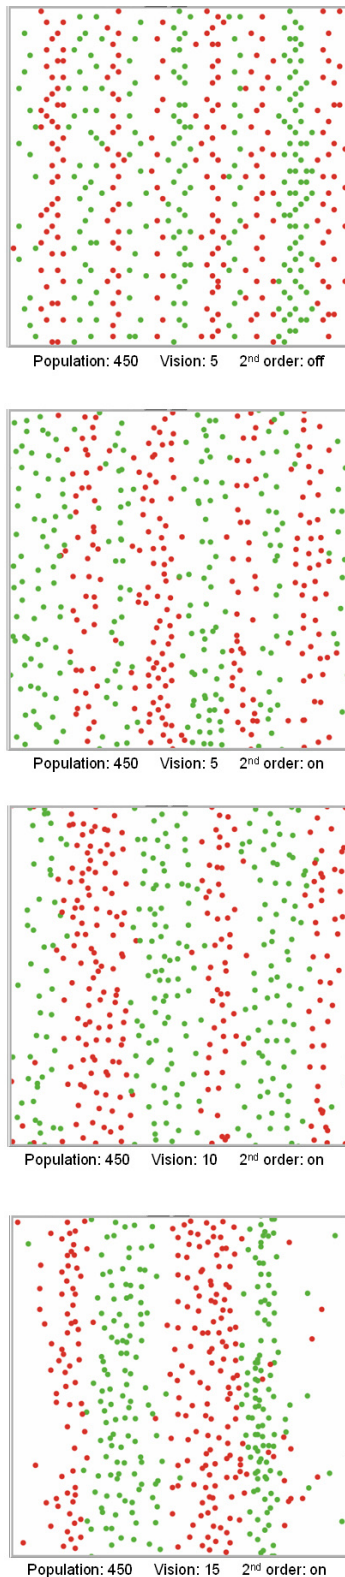 Population: 450 Vision: 5 2nd order: off
Population: 450 Vision: 5 2nd order: on
Population: 450 Vision: 10 2nd order: on
Population: 450 Vision: 15 2nd order: on